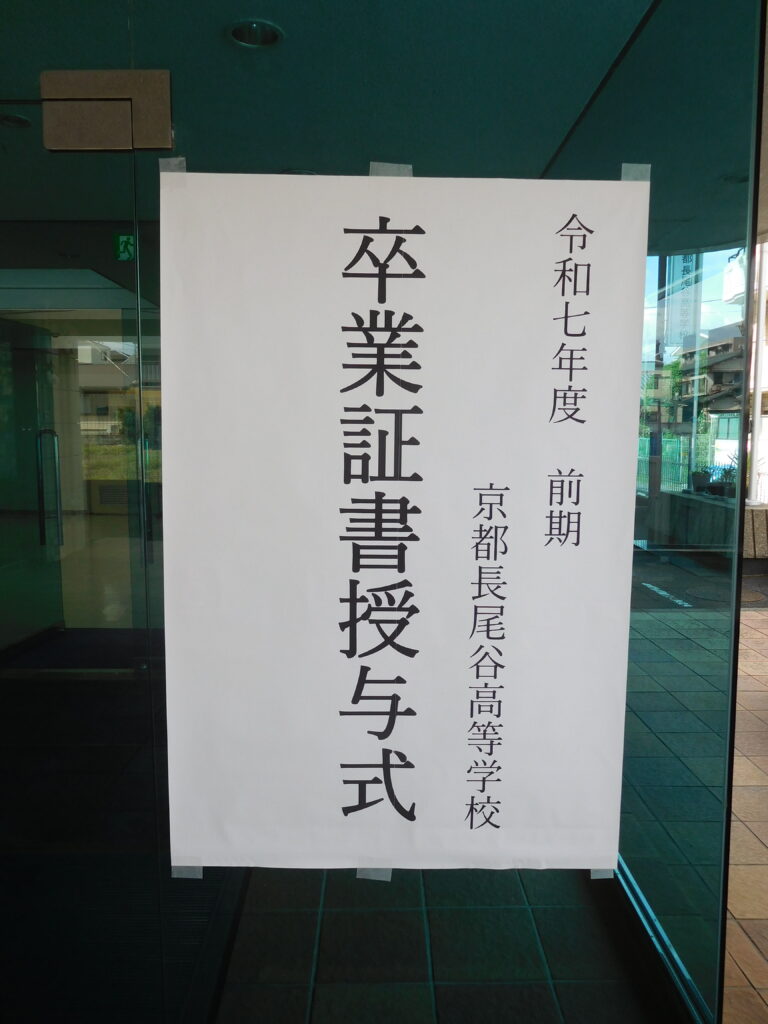 令和七年度　前期
京都長尾谷高等学校
卒業証書授与式